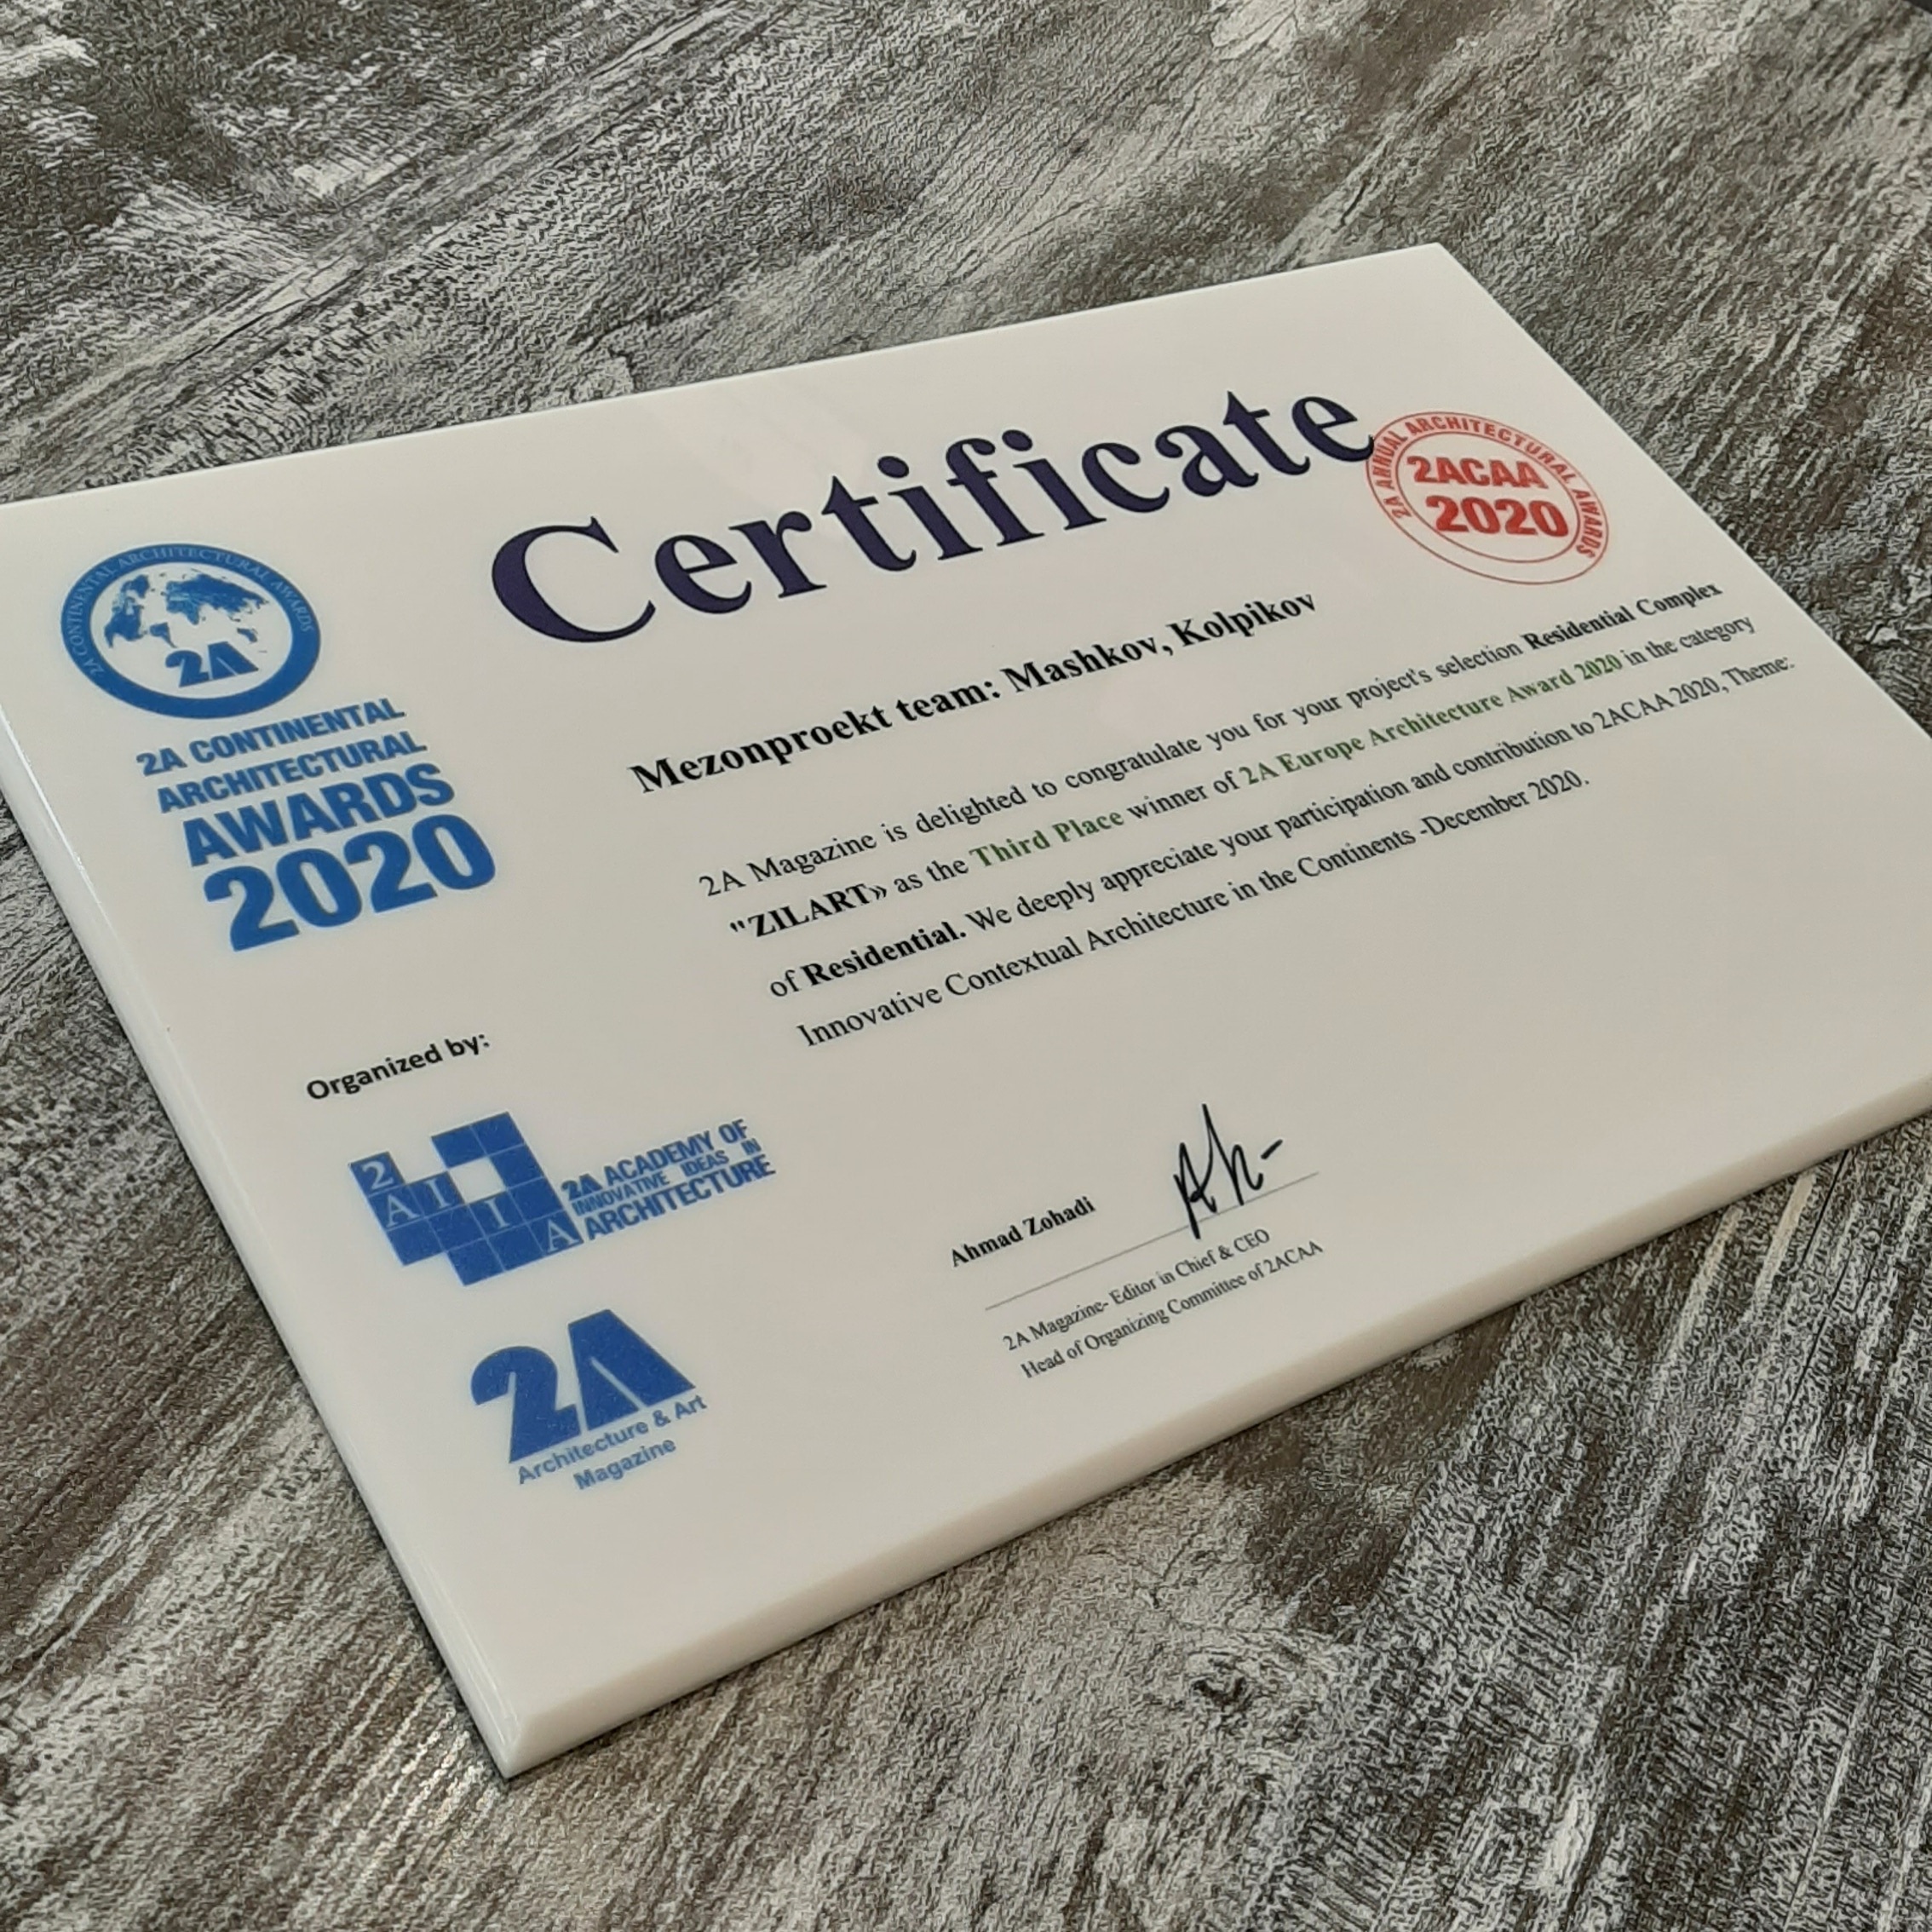 Certificate
2A ANNUAL ARCHITECTURAL AWARDS
2ACAA
2020
2A CONTINENTAL ARCHITECTURAL AWARDS
2A
2A CONTINENTAL
ARCHITECTURAL
AWARDS
2020
Mezonproekt team: Mashkov, Kolpikov
2A Magazine is delighted to congratulate you for your project's selection Residential Complex
"ZILART» as the Third Place winner of 2A Europe Architecture Award 2020 in the category
of Residential. We deeply appreciate your participation and contribution to 2ACAA 2020, Theme:
Innovative Contextual Architecture in the Continents -December 2020.
Organized by:
2
A I
I
A
2A ACADEMY OF
INNOVATIVE IDEAS IN
ARCHITECTURE
2A
Architecture & Art
Magazine
Ahmad Zohadi
2A Magazine- Editor in Chief & CEO
Head of Organizing Committee of 2ACAA